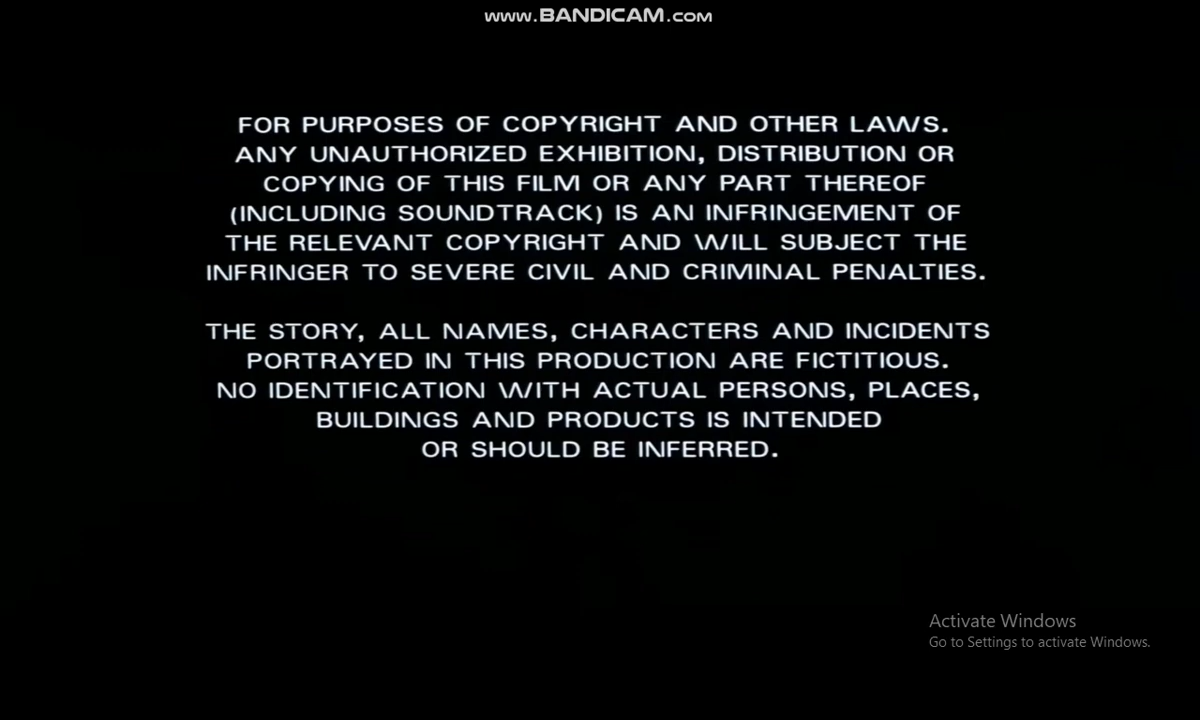 www.BANDICAM.com
FOR PURPOSES OF COPYRIGHT AND OTHER LAWS.
ANY UNAUTHORIZED EXHIBITION, DISTRIBUTION OR
COPYING OF THIS FILM OR ANY PART THEREOF
(INCLUDING SOUNDTRACK) IS AN INFRINGEMENT OF
THE RELEVANT COPYRIGHT AND WILL SUBJECT THE
INFRINGER TO SEVERE CIVIL AND CRIMINAL PENALTIES.
THE STORY, ALL NAMES, CHARACTERS AND INCIDENTS
PORTRAYED IN THIS PRODUCTION ARE FICTITIOUS.
NO IDENTIFICATION WITH ACTUAL PERSONS, PLACES,
BUILDINGS AND PRODUCTS IS INTENDED
OR SHOULD BE INFERRED.
Activate Windows
Go to Settings to activate Windows.